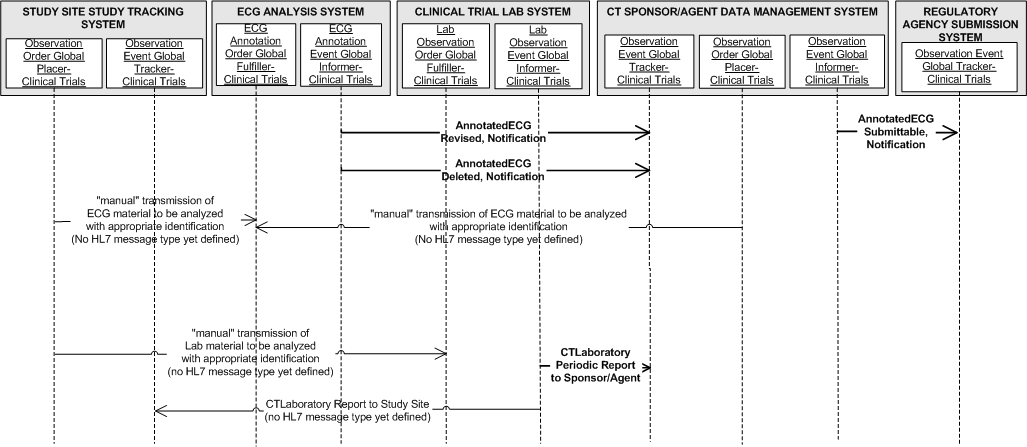 STUDY SITE STUDY TRACKING
SYSTEM
Observation
Order Global
Placer-
Clinical Trials
Observation
Event Global
Tracker-
Clinical Trials
ECG ANALYSIS SYSTEM
ECG
Annotation
Order Global
Fulfiller-
Clinical Trials
ECG
Annotation
Event Global
Informer-
Clinical Trials
CLINICAL TRIAL LAB SYSTEM
Lab
Observation
Order Global
Fulfiller-
Clinical Trials
Lab
Observation
Event Global
Informer-
Clinical Trials
CT SPONSOR/AGENT DATA MANAGEMENT SYSTEM
Observation
Event Global
Tracker-
Clinical Trials
Observation
Order Global
Placer-
Clinical Trials
Observation
Event Global
Informer-
Clinical Trials
REGULATORY
AGENCY SUBMISSION
SYSTEM
Observation Event
Global Tracker-
Clinical Trials
AnnotatedECG
Revised, Notification
AnnotatedECG
Submittable,
Notification
AnnotatedECG
Deleted, Notification
"manual" transmission of
ECG material to be analyzed
with appropriate identification
(No HL7 message type yet defined)
"manual" transmission of ECG material to be analyzed
with appropriate identification
(No HL7 message type yet defined)
"manual" transmission of
Lab material to be analyzed
with appropriate identification
(no HL7 message type yet defined)
CTLaboratory
Periodic Report
to Sponsor/Agent
CTLaboratory Report to Study Site
(no HL7 message type yet defined)